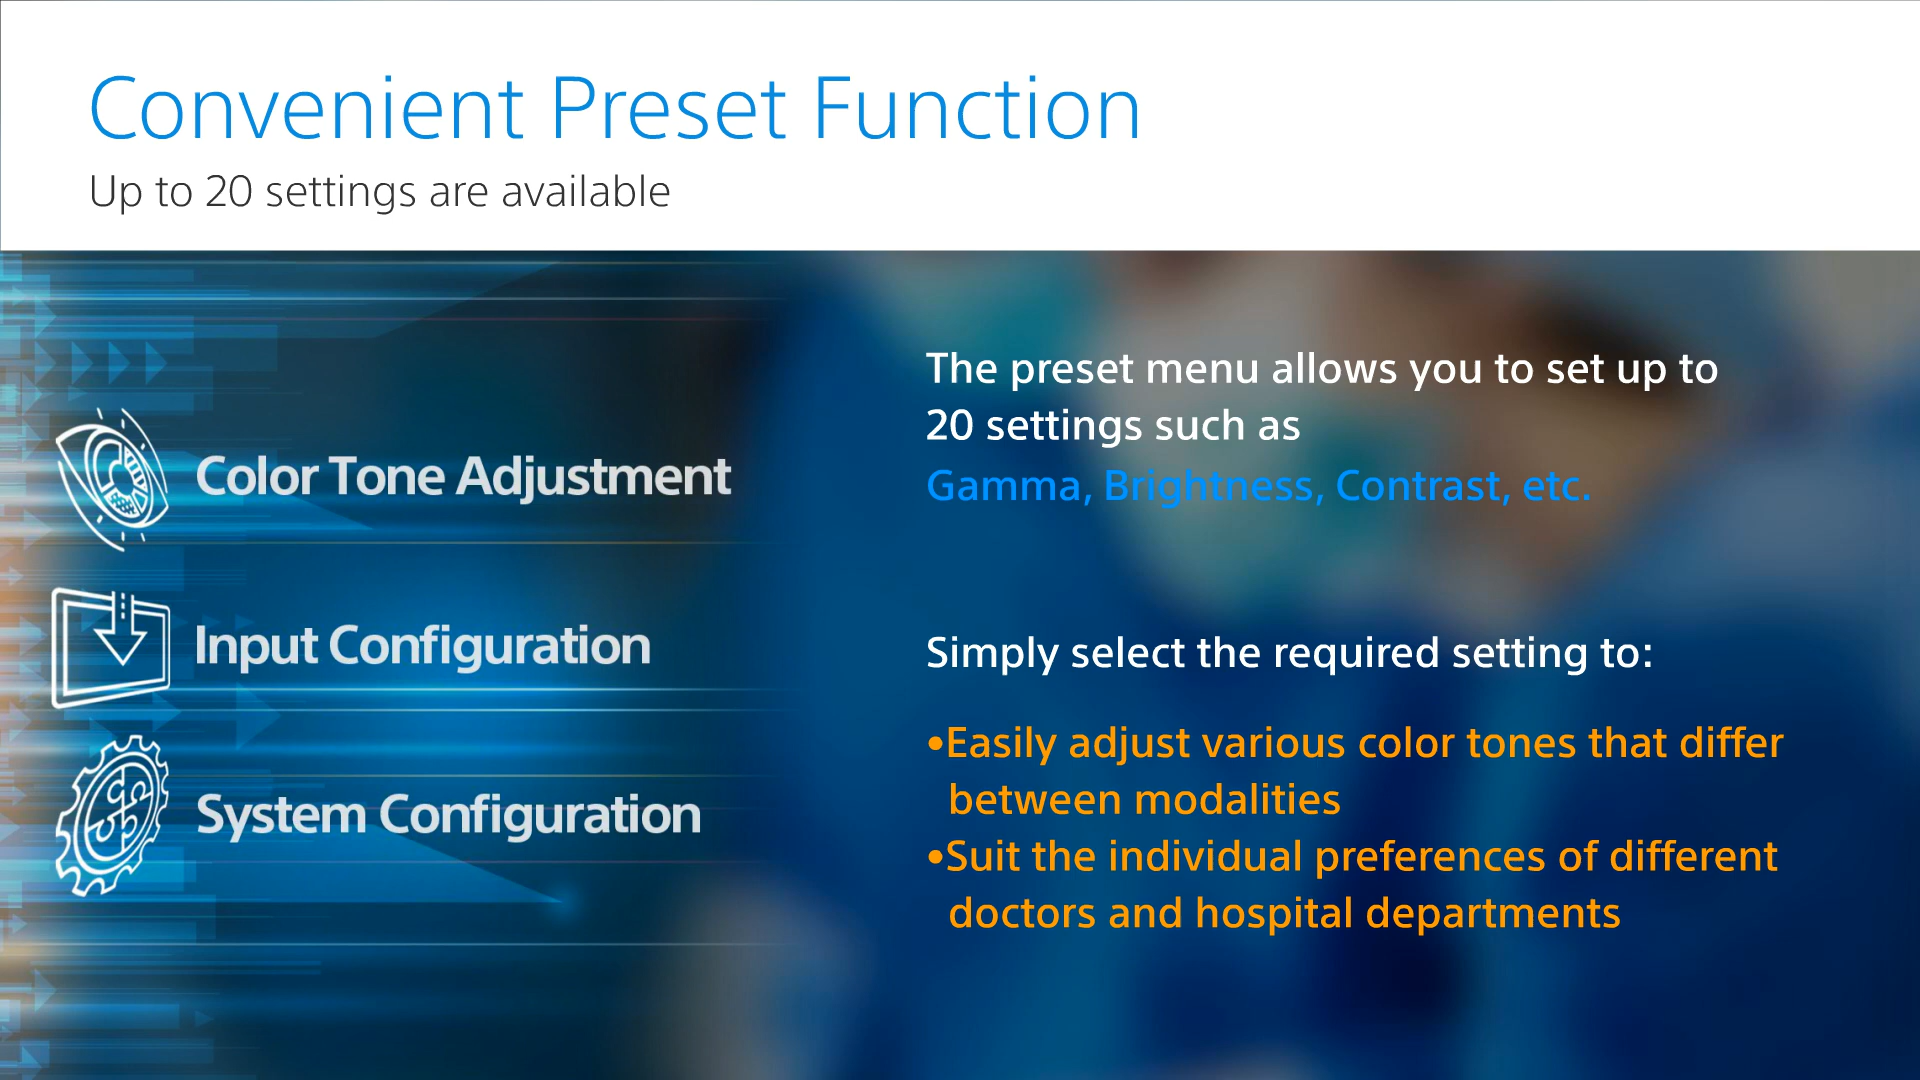 Convenient Preset Function
Up to 20 settings are available
Color Tone Adjustment
Input Configuration
System Configuration
The preset menu allows you to set up to
20 settings such as
Gamma, Brightness, Contrast, etc.
Simply select the required setting to:
•Easily adjust various color tones that differ
between modalities
•Suit the individual preferences of different
doctors and hospital departments